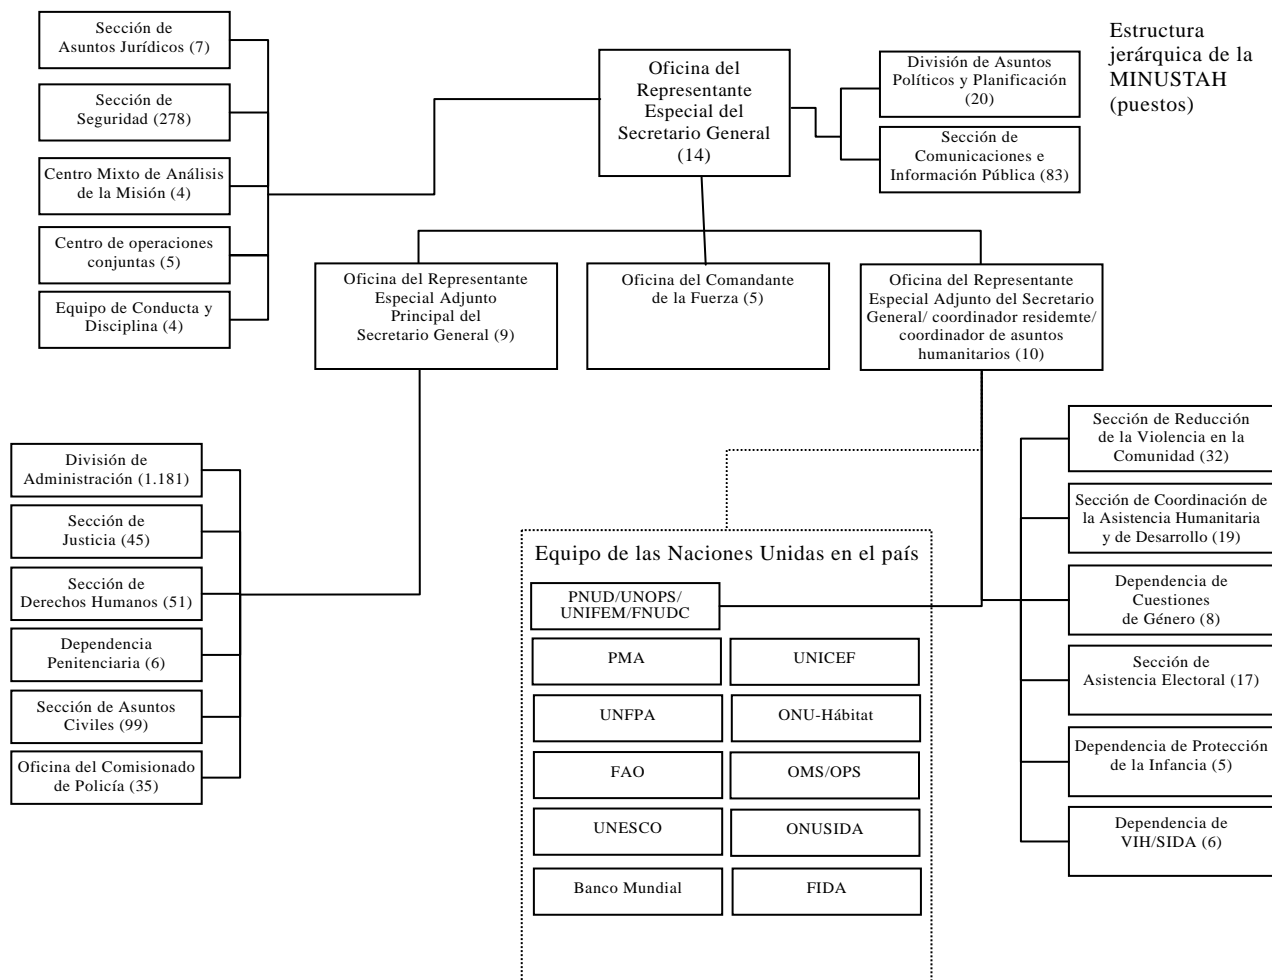 Estructura
jerárquica de la
MINUSTAH
(puestos)
Sección de
Asuntos Jurídicos (7)
Sección de
Seguridad (278)
Centro Mixto de Análisis
de la Misión (4)
Centro de operaciones
conjuntas (5)
Equipo de Conducta y
Disciplina (4)
Oficina del
Representante
Especial del
Secretario General
(14)
División de Asuntos
Políticos y Planificación
(20)
Sección de
Comunicaciones e
Información Pública (83)
Oficina del Representante
Especial Adjunto
Principal del
Secretario General (9)
Oficina del Comandante
de la Fuerza (5)
Oficina del Representante
Especial Adjunto del Secretario
General/ coordinador residemte/
coordinador de asuntos
humanitarios (10)
División de
Administración (1.181)
Sección de
Justicia (45)
Sección de
Derechos Humanos (51)
Dependencia
Penitenciaria (6)
Sección de Asuntos
Civiles (99)
Oficina del Comisionado
de Policía (35)
Equipo de las Naciones Unidas en el país
PNUD/UNOPS/
UNIFEM/FNUDC
PMA
UNICEF
UNFPA
ONU-Hábitat
FAO
OMS/OPS
UNESCO
ONUSIDA
Banco Mundial
FIDA
Sección de Reducción
de la Violencia en la
Comunidad (32)
Sección de Coordinación de
la Asistencia Humanitaria
y de Desarrollo (19)
Dependencia de
Cuestiones
de Género (8)
Sección de
Asistencia Electoral (17)
Dependencia de Protección
de la Infancia (5)
Dependencia de
VIH/SIDA (6)